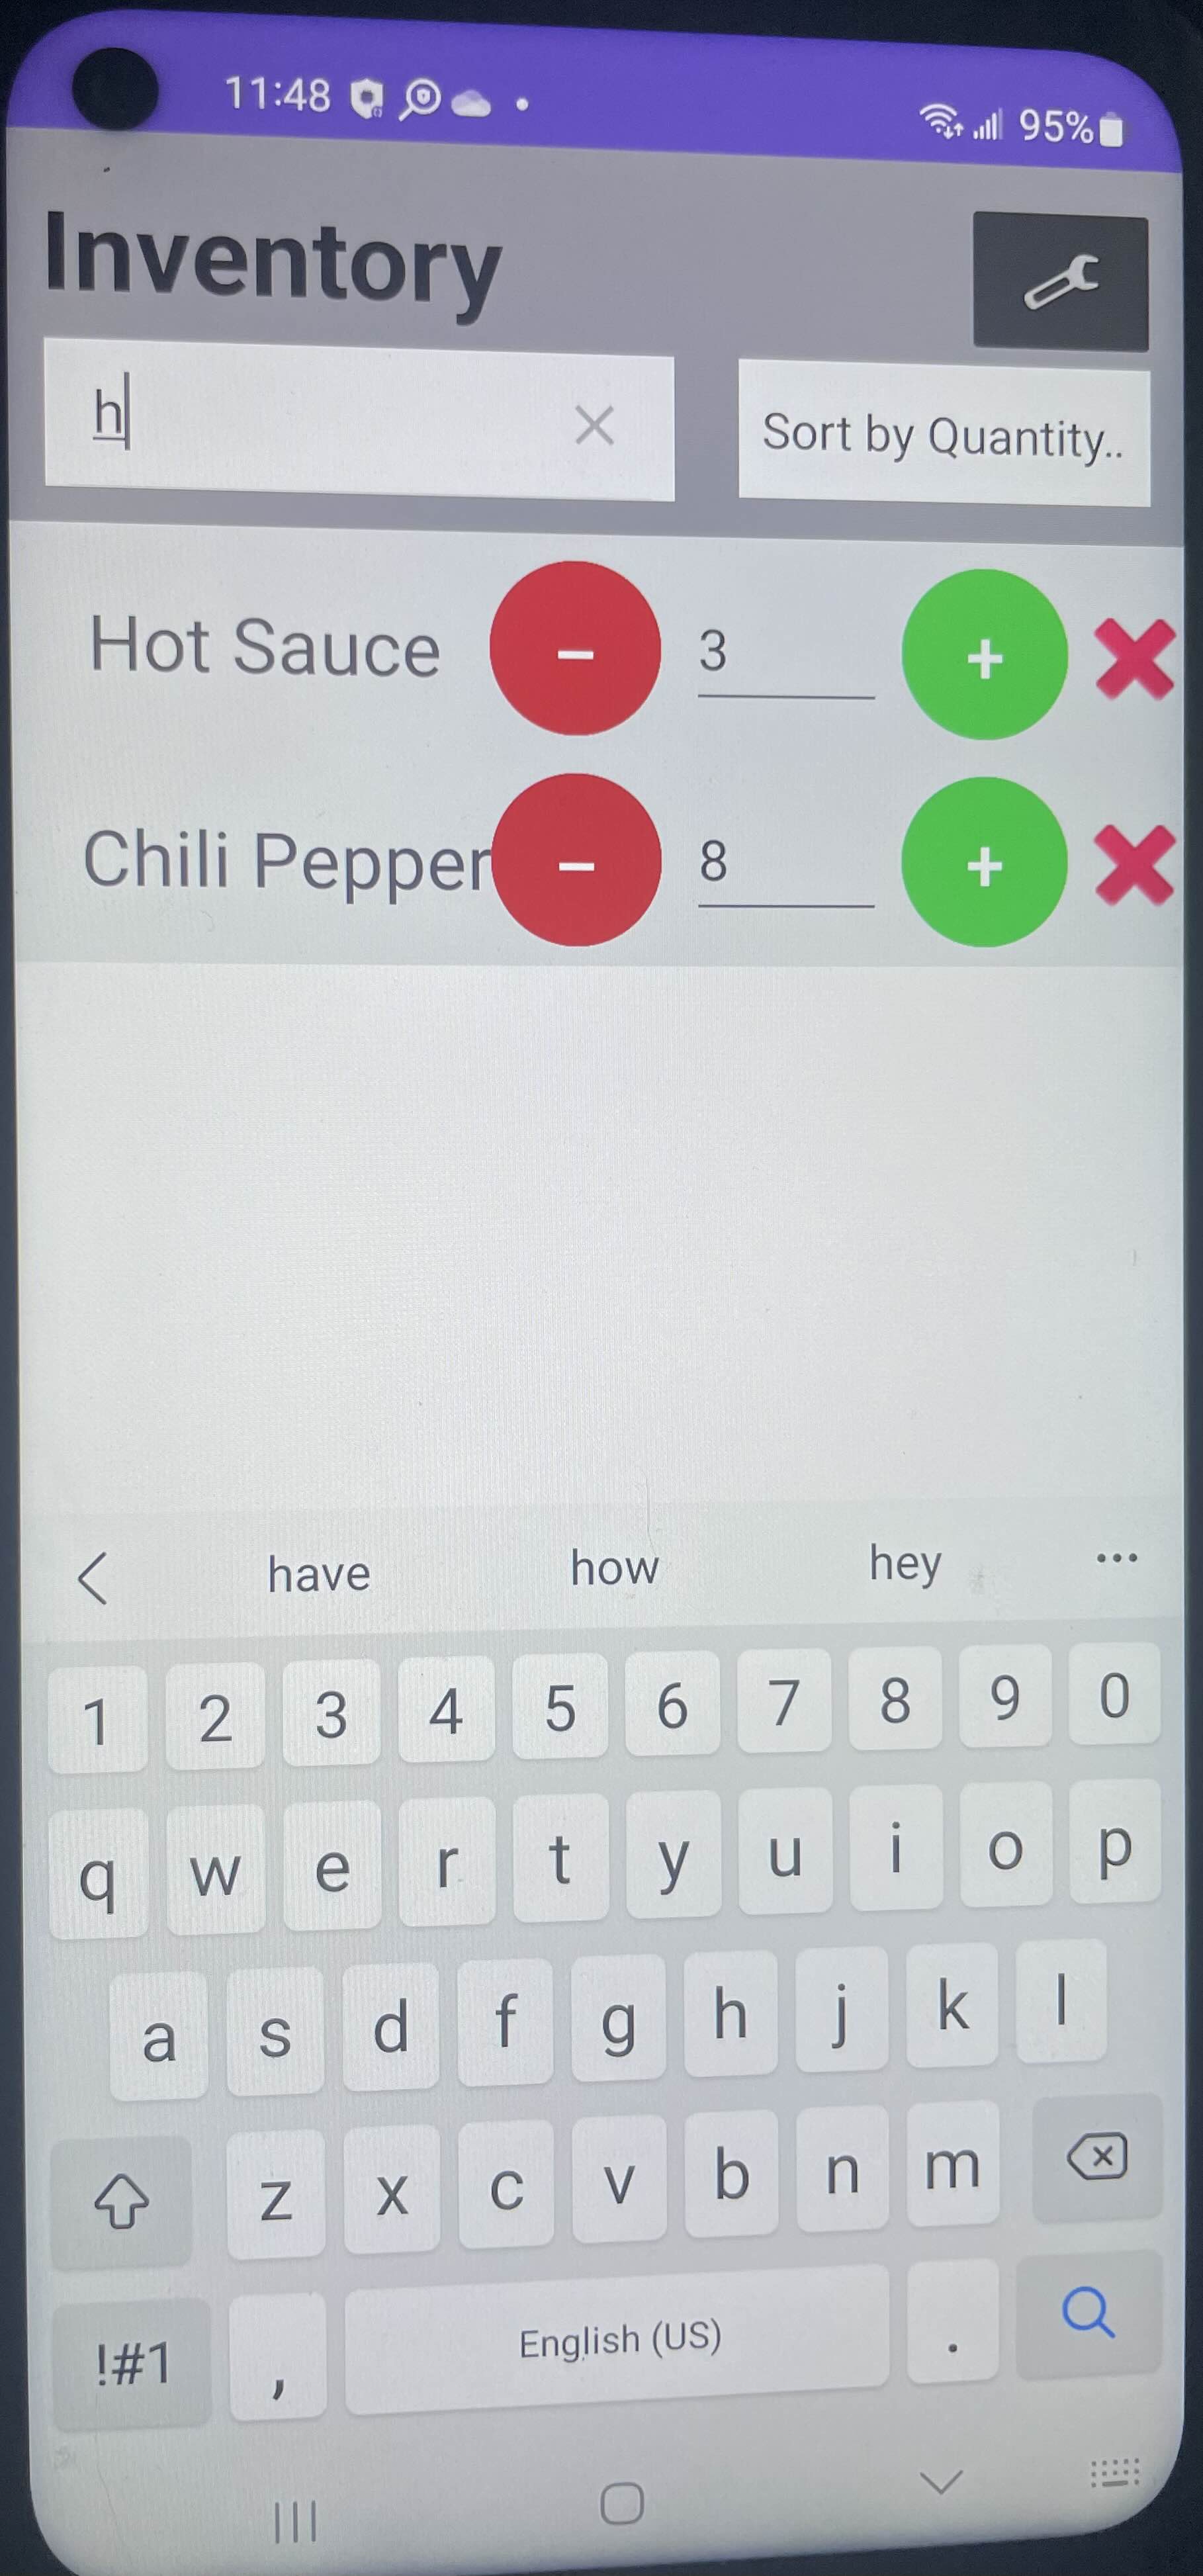 11:48
95%
Inventory
h
Sort by Quantity..
Hot Sauce − 3 +
Chili Pepper − 8 +
have how hey ...
1 2 3 4 5 6 7 8 9 0
q w e r t y u i o p
a s d f g h j k l
z x c v b n m
!#1 , English (US) .